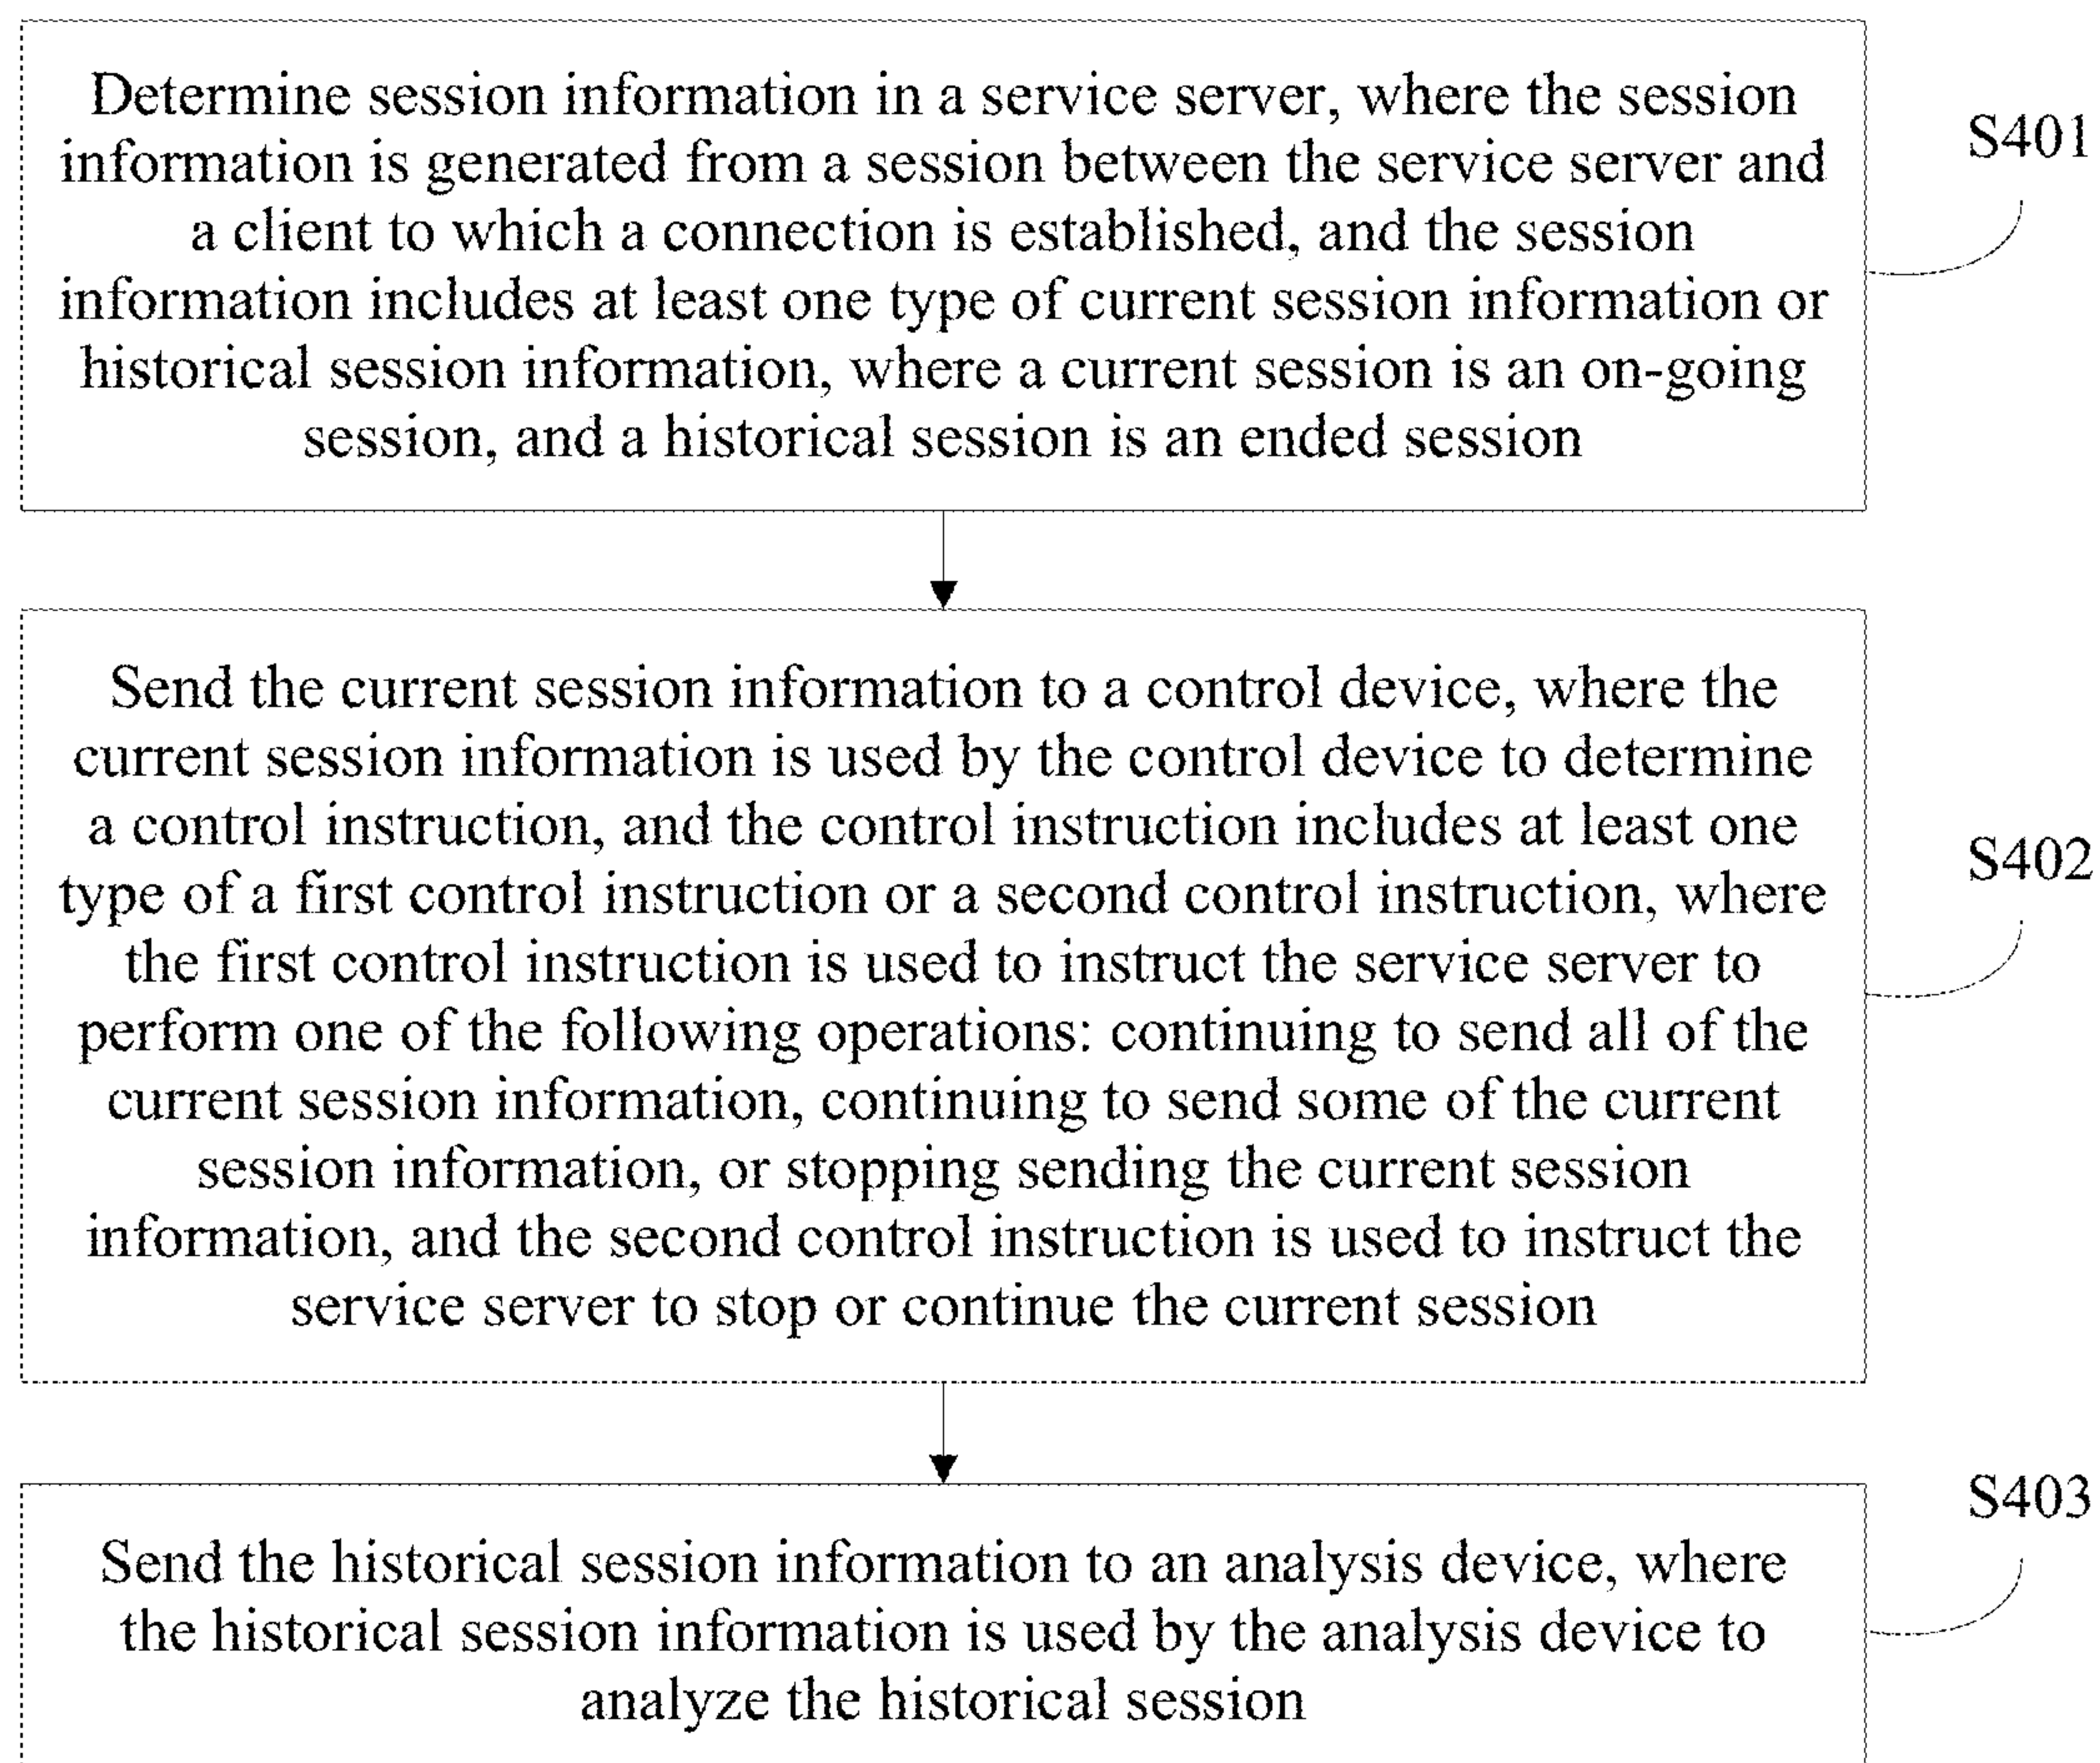 Determine session information in a service server, where the session
information is generated from a session between the service server and
a client to which a connection is established, and the session
information includes at least one type of current session information or
historical session information, where a current session is an on-going
session, and a historical session is an ended session
S401
Send the current session information to a control device, where the
current session information is used by the control device to determine
a control instruction, and the control instruction includes at least one
type of a first control instruction or a second control instruction, where
the first control instruction is used to instruct the service server to
perform one of the following operations: continuing to send all of the
current session information, continuing to send some of the current
session information, or stopping sending the current session
information, and the second control instruction is used to instruct the
service server to stop or continue the current session
S402
Send the historical session information to an analysis device, where
the historical session information is used by the analysis device to
analyze the historical session
S403